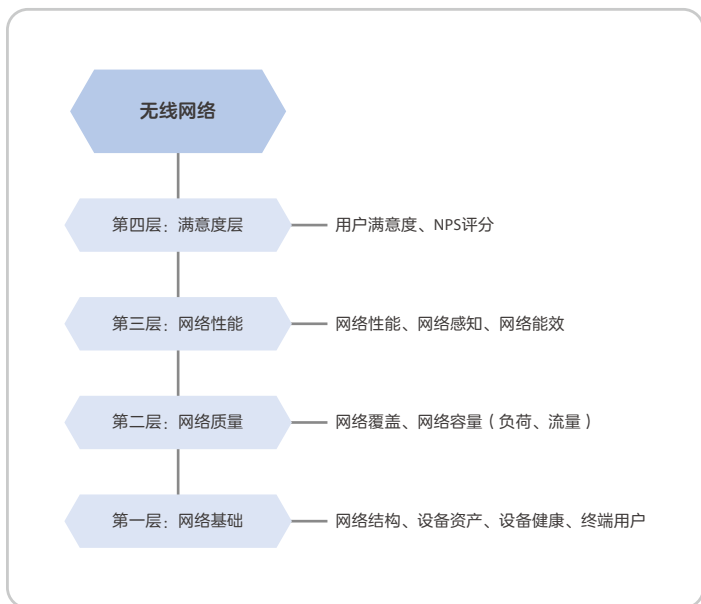 无线网络
第四层：满意度层
用户满意度、NPS评分
第三层：网络性能
网络性能、网络感知、网络能效
第二层：网络质量
网络覆盖、网络容量（负荷、流量）
第一层：网络基础
网络结构、设备资产、设备健康、终端用户